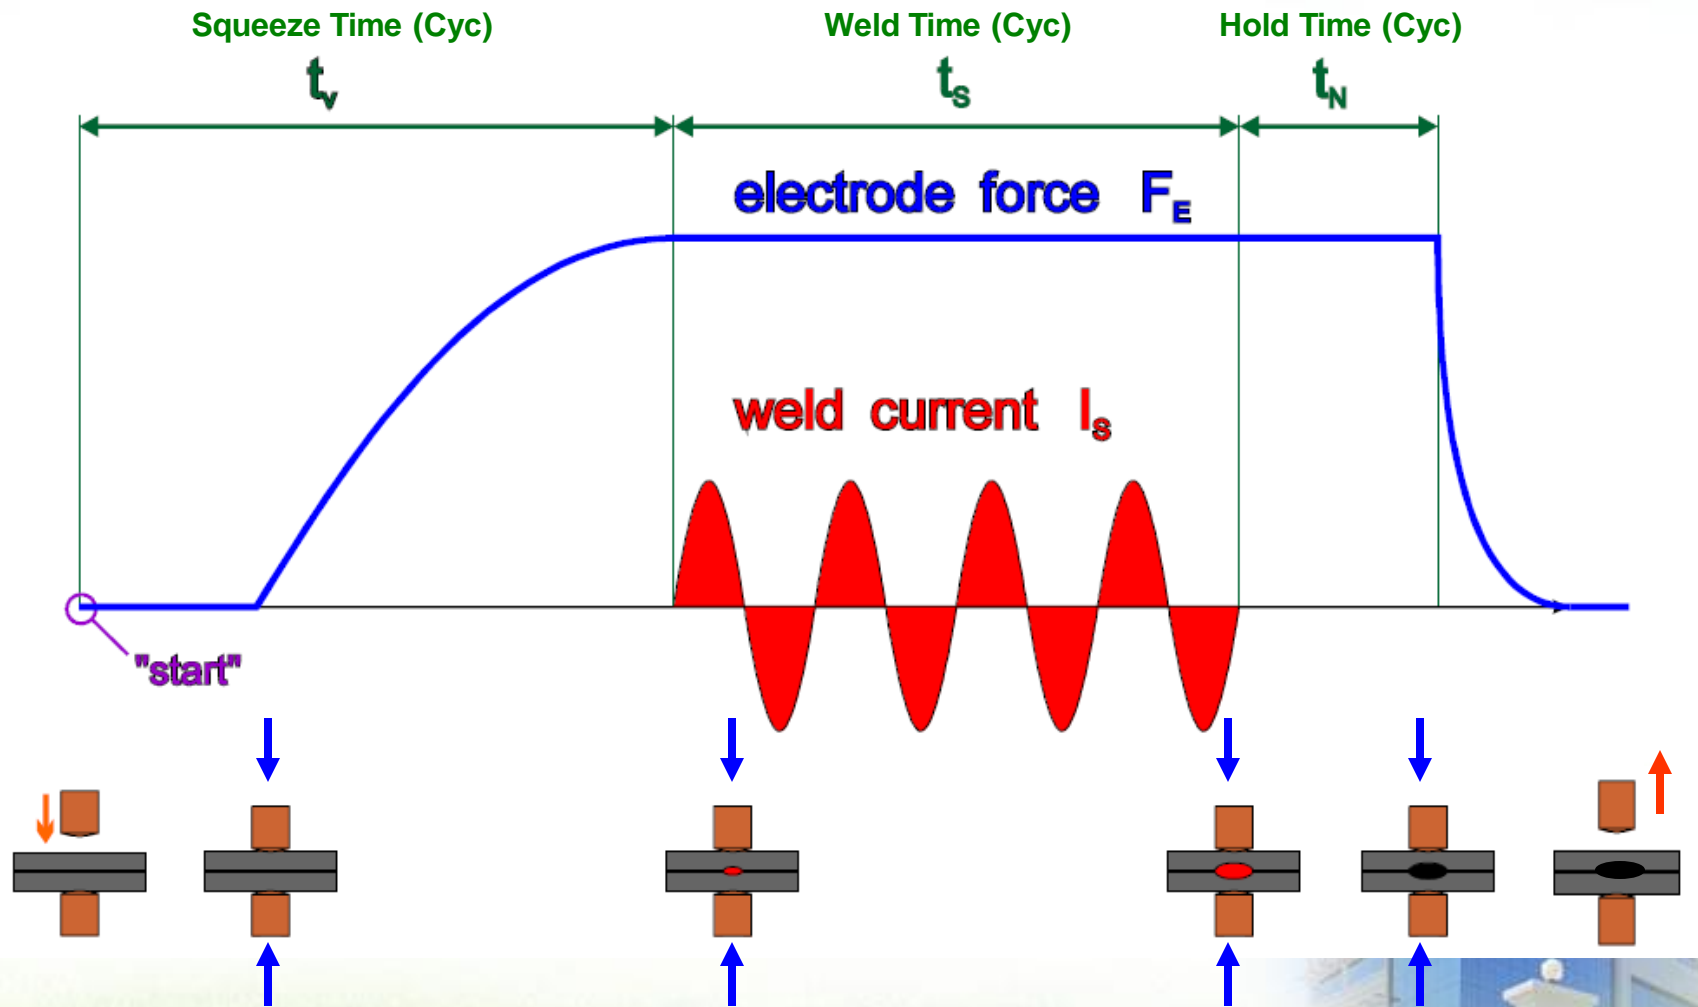 Squeeze Time (Cyc) Weld Time (Cyc) Hold Time (Cyc)
tv tS tN
electrode force FE
weld current IS
"start"